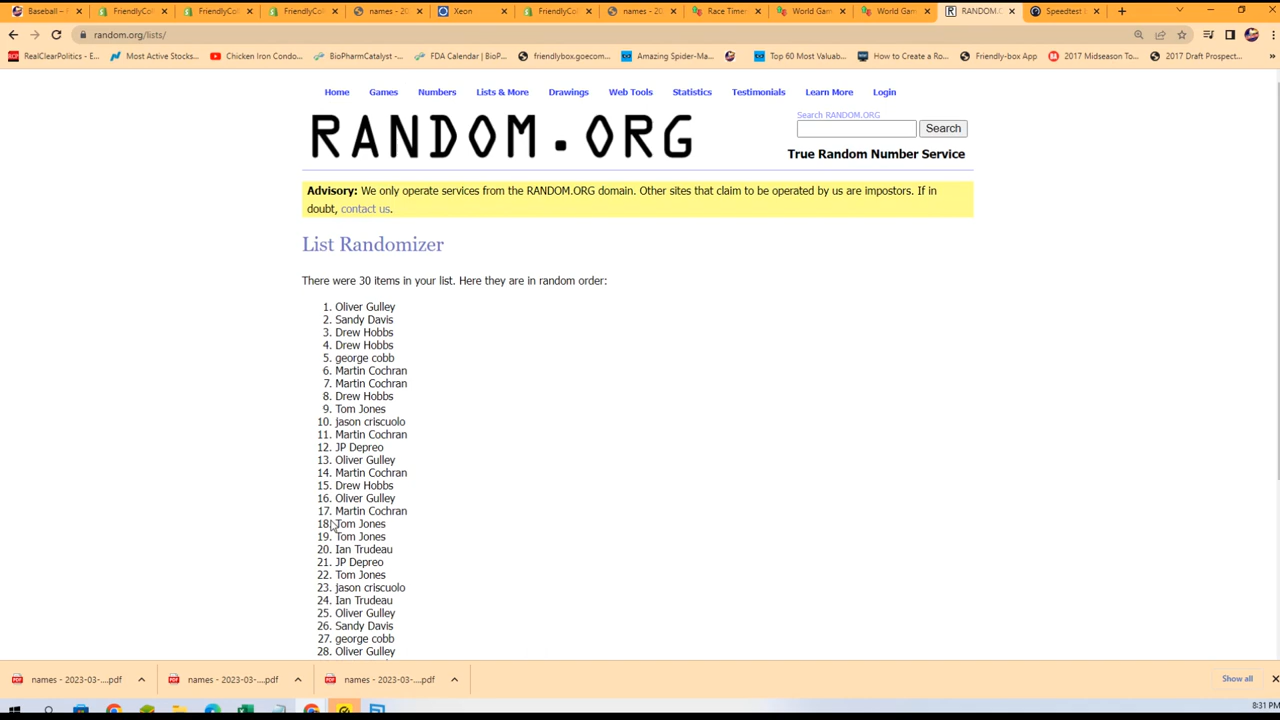 Baseball –
FriendlyCo
FriendlyCo
FriendlyCo
names - 20
Xeon
FriendlyCo
names - 20
Race Timer
World Gam
World Gam
RANDOM.C
Speedtest b
random.org/lists/
RealClearPolitics - E...
Most Active Stocks...
Chicken Iron Condo...
BioPharmCatalyst -...
FDA Calendar | BioP...
friendlybox.goecom...
Amazing Spider-Ma...
Top 60 Most Valuab...
How to Create a Ro...
Friendly-box App
2017 Midseason To...
2017 Draft Prospect...
Home Games Numbers Lists & More Drawings Web Tools Statistics Testimonials Learn More Login
RANDOM.ORG
Search RANDOM.ORG
Search
True Random Number Service
Advisory: We only operate services from the RANDOM.ORG domain. Other sites that claim to be operated by us are impostors. If in
doubt, contact us.
List Randomizer
There were 30 items in your list. Here they are in random order:
1. Oliver Gulley
2. Sandy Davis
3. Drew Hobbs
4. Drew Hobbs
5. george cobb
6. Martin Cochran
7. Martin Cochran
8. Drew Hobbs
9. Tom Jones
10. jason criscuolo
11. Martin Cochran
12. JP Depreo
13. Oliver Gulley
14. Martin Cochran
15. Drew Hobbs
16. Oliver Gulley
17. Martin Cochran
18. Tom Jones
19. Tom Jones
20. Ian Trudeau
21. JP Depreo
22. Tom Jones
23. jason criscuolo
24. Ian Trudeau
25. Oliver Gulley
26. Sandy Davis
27. george cobb
28. Oliver Gulley
names - 2023-03-....pdf
names - 2023-03-....pdf
names - 2023-03-....pdf
Show all
8:31 PM